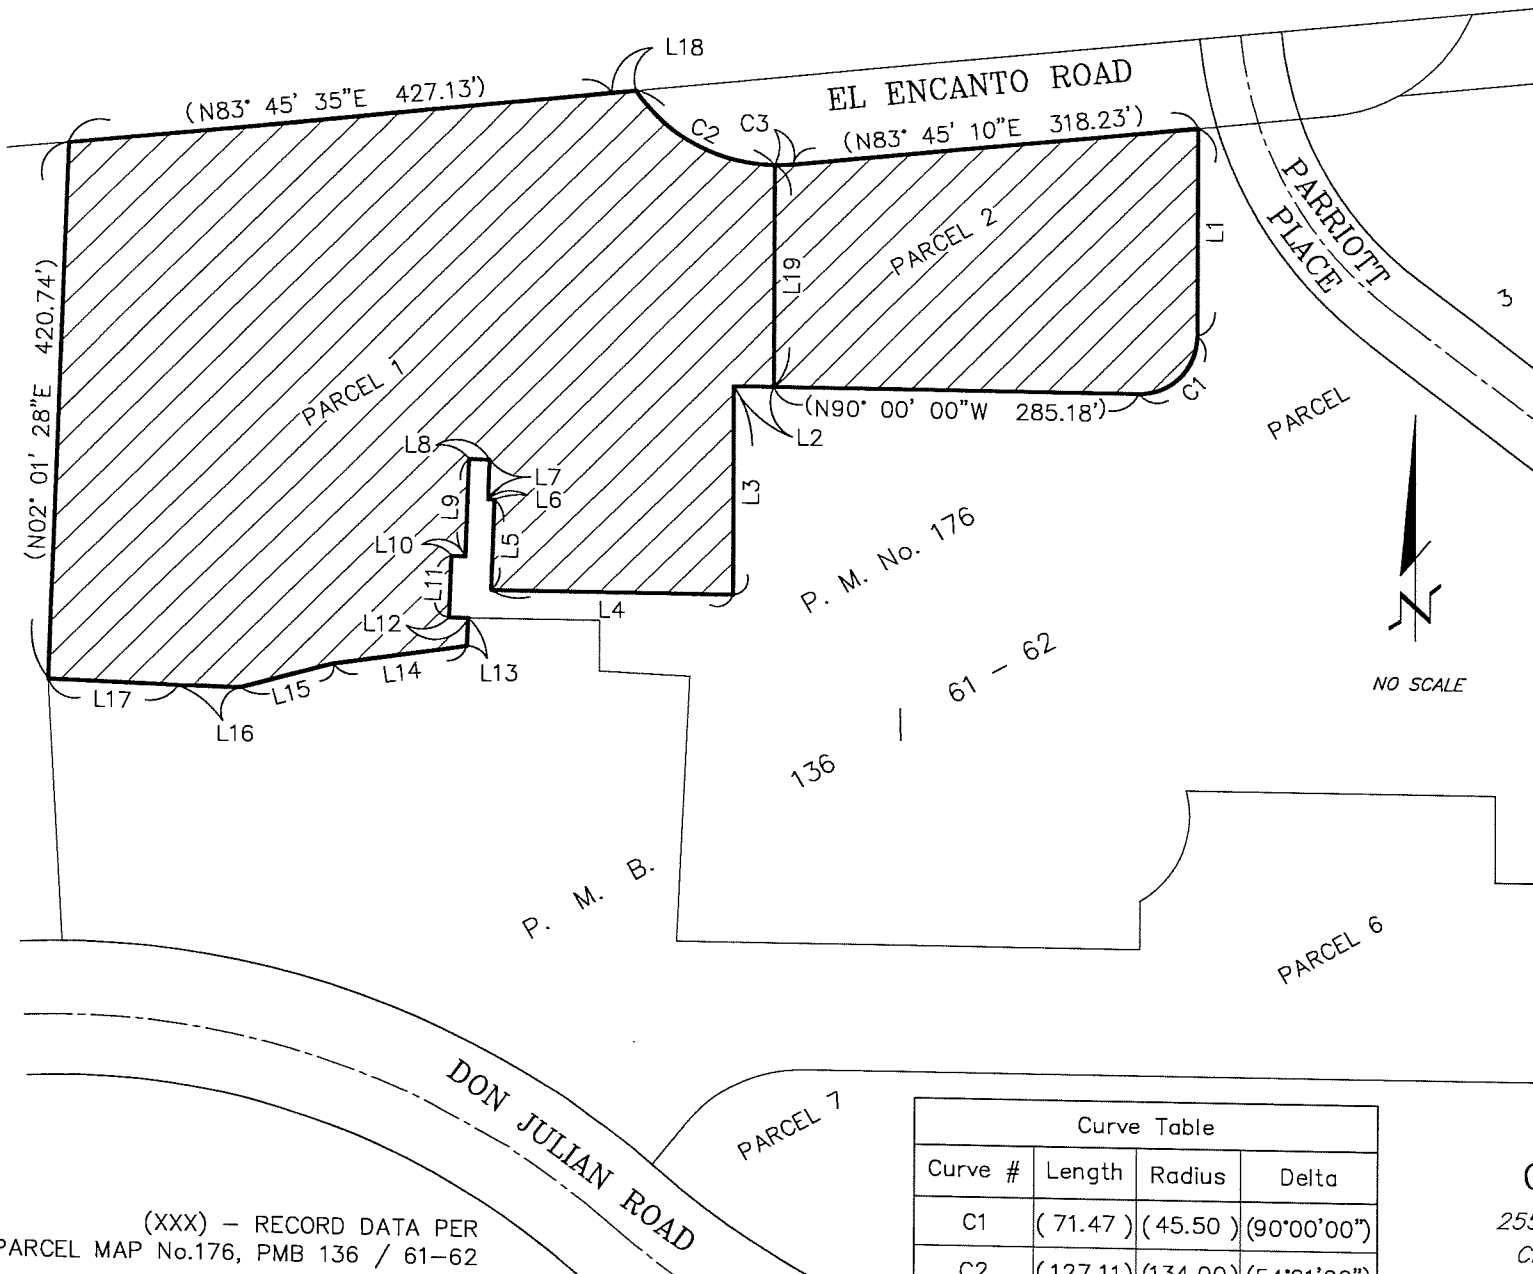 L18
(N83° 45' 35"E 427.13')
EL ENCANTO ROAD
C2
C3
(N83° 45' 10"E 318.23')
PARRIOTT
PLACE
L1
PARCEL 2
L19
3
(N02° 01' 28"E 420.74')
PARCEL 1
C1
(N90° 00' 00"W 285.18')
PARCEL
L2
L8
L7
L6
L3
L9
L10
L5
P. M. No. 176
L11
L4
L12
L13
L14
L15
L17
L16
61 – 62
NO SCALE
136
P. M. B.
PARCEL 6
DON JULIAN ROAD
PARCEL 7
Curve Table
Curve # Length Radius Delta
C1 ( 71.47 ) ( 45.50 ) (90°00'00")
(XXX) – RECORD DATA PER
PARCEL MAP No.176, PMB 136 / 61–62
255